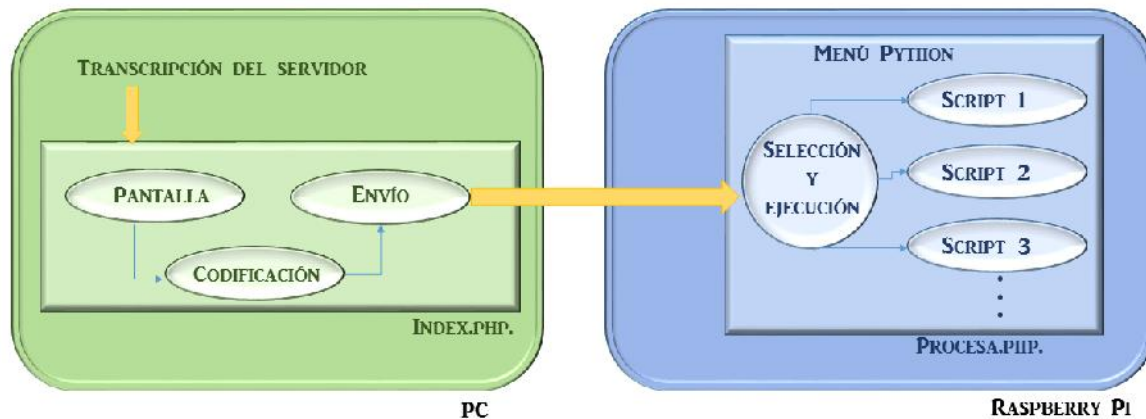 TRANSCRIPCIÓN DEL SERVIDOR
PANTALLA
ENVÍO
CODIFICACIÓN
INDEX.PHP.
PC
MENÚ PYTHON
SELECCIÓN
Y
EJECUCIÓN
SCRIPT 1
SCRIPT 2
SCRIPT 3
PROCESA.PHP.
RASPBERRY PI